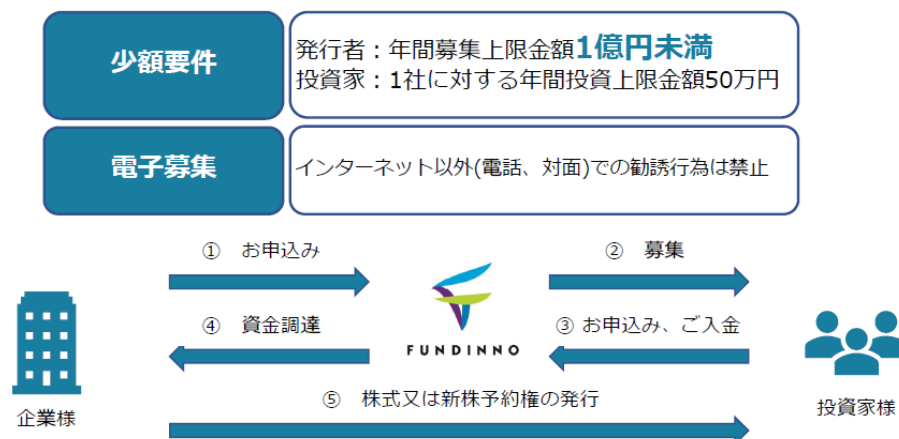 少額要件
発行者：年間募集上限金額1億円未満
投資家：1社に対する年間投資上限金額50万円
電子募集
インターネット以外(電話、対面)での勧誘行為は禁止
① お申込み
② 募集
④ 資金調達
③ お申込み、ご入金
FUNDINNO
⑤ 株式又は新株予約権の発行
企業様
投資家様